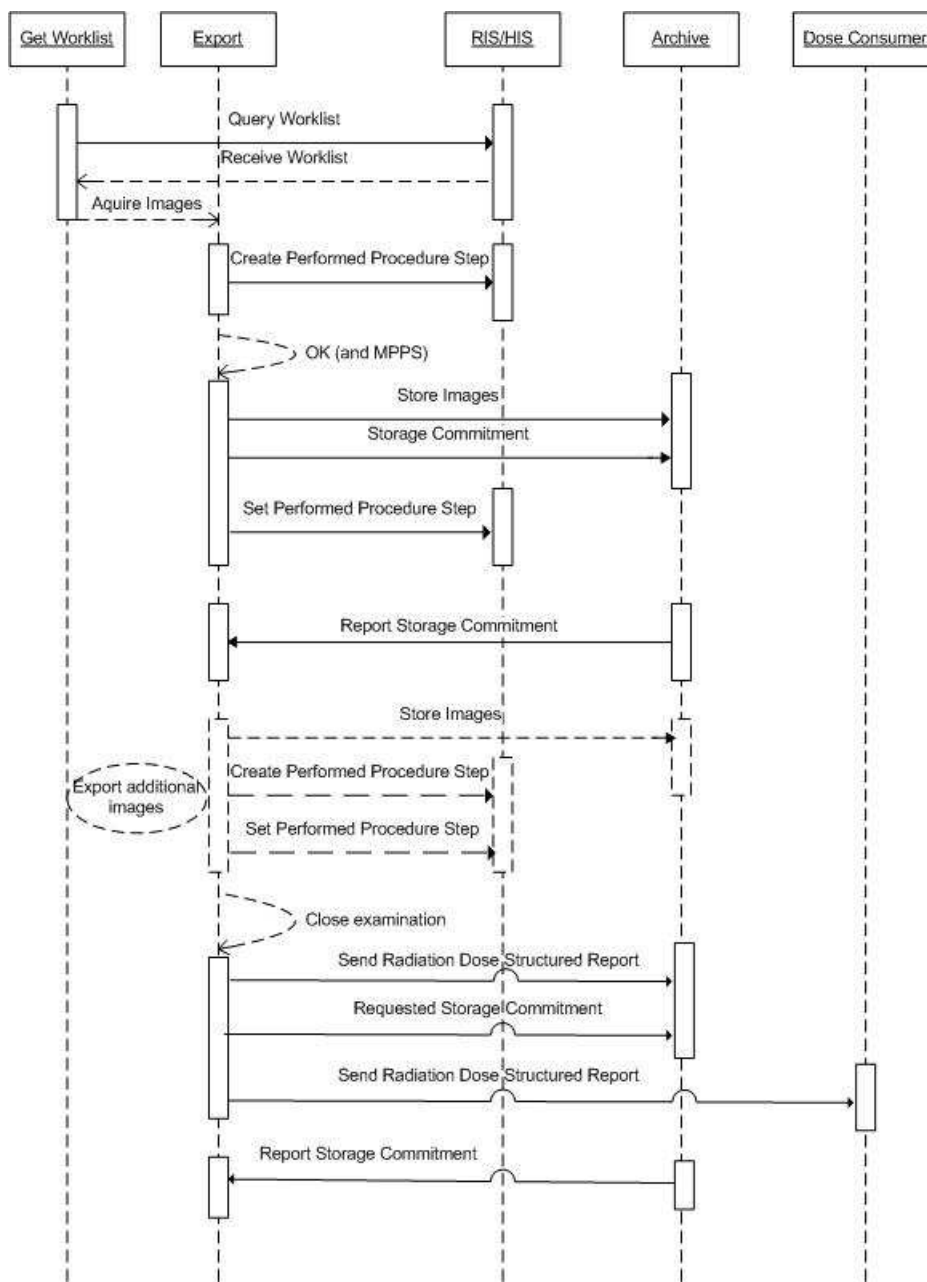 Get Worklist
Export
RIS/HIS
Archive
Dose Consumer
Query Worklist
Receive Worklist
Aquire Images
Create Performed Procedure Step
OK (and MPPS)
Store Images
Storage Commitment
Set Performed Procedure Step
Report Storage Commitment
Store Images
Create Performed Procedure Step
Export additional
images
Set Performed Procedure Step
Close examination
Send Radiation Dose Structured Report
Requested Storage Commitment
Send Radiation Dose Structured Report
Report Storage Commitment